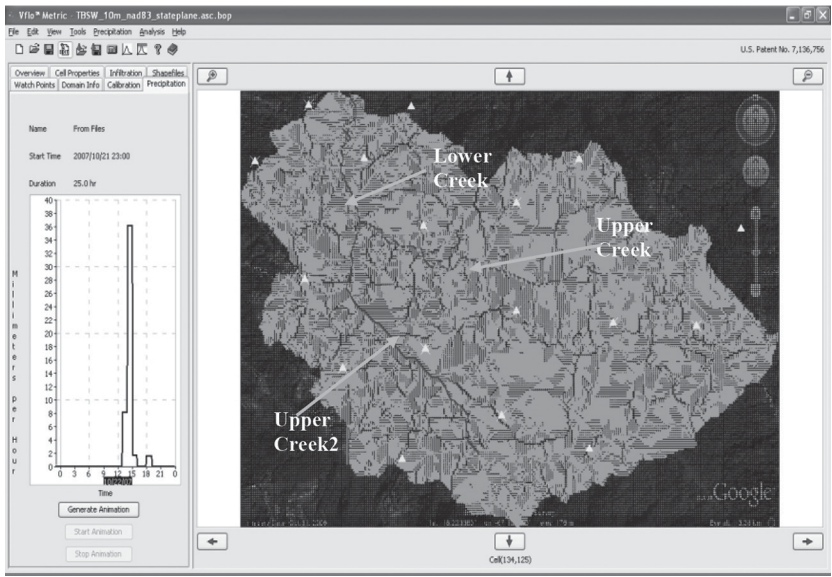 Vflo® Metric - TBSW_10m_nad83_stateplane.asc.bop
File Edit View Tools Precipitation Analysis Help
U.S. Patent No. 7,136,756
Overview Cell Properties Infiltration Shapefiles
Watch Points Domain Info Calibration Precipitation
Name From Files
Start Time 2007/10/21 23:00
Duration 25.0 hr
Millimeters per Hour
40
38
36
34
32
30
28
26
24
22
20
18
16
14
12
10
8
6
4
2
0
0 3 6 9 12 15 18 21 0
10/22/07
Time
Generate Animation
Start Animation
Stop Animation
Lower
Creek
Upper
Creek
Upper
Creek2
Google
Cell(134,125)